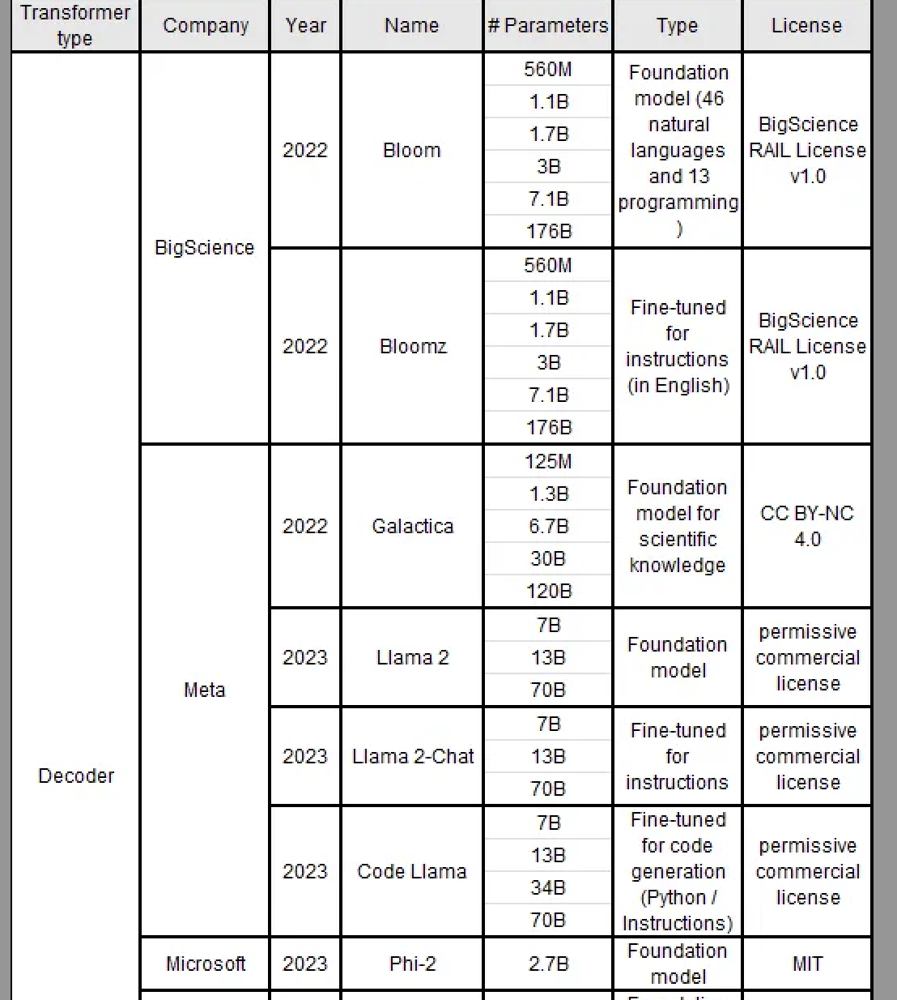 Transformer
type
Company
Year
Name
# Parameters
Type
License
Decoder
BigScience
2022
Bloom
560M
1.1B
1.7B
3B
7.1B
176B
Foundation
model (46
natural
languages
and 13
programming
)
BigScience
RAIL License
v1.0
2022
Bloomz
560M
1.1B
1.7B
3B
7.1B
176B
Fine-tuned
for
instructions
(in English)
BigScience
RAIL License
v1.0
Meta
2022
Galactica
125M
1.3B
6.7B
30B
120B
Foundation
model for
scientific
knowledge
CC BY-NC
4.0
2023
Llama 2
7B
13B
70B
Foundation
model
permissive
commercial
license
2023
Llama 2-Chat
7B
13B
70B
Fine-tuned
for
instructions
permissive
commercial
license
2023
Code Llama
7B
13B
34B
70B
Fine-tuned
for code
generation
(Python /
Instructions)
permissive
commercial
license
Microsoft
2023
Phi-2
2.7B
Foundation
model
MIT